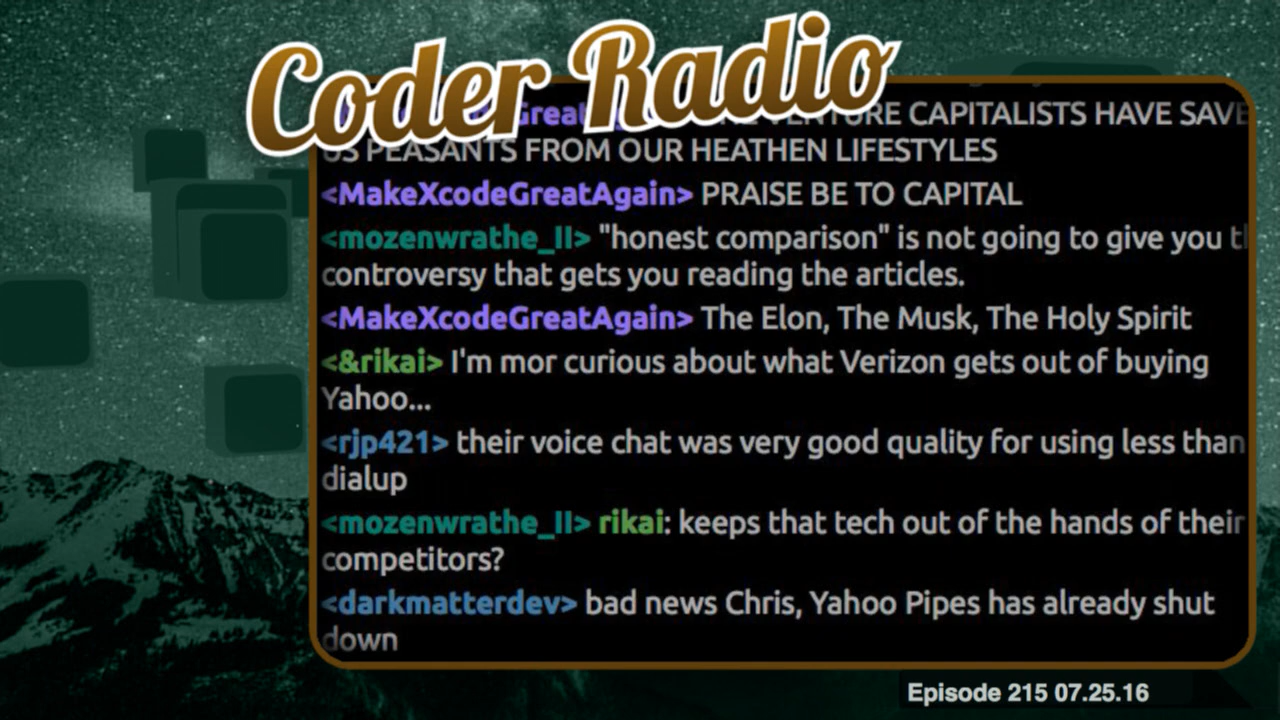 Coder Radio
Grea VENTURE CAPITALISTS HAVE SAVE
US PEASANTS FROM OUR HEATHEN LIFESTYLES
<MakeXcodeGreatAgain> PRAISE BE TO CAPITAL
<mozenwrathe_II> "honest comparison" is not going to give you
controversy that gets you reading the articles.
<MakeXcodeGreatAgain> The Elon, The Musk, The Holy Spirit
<&rikai> I'm mor curious about what Verizon gets out of buying
Yahoo...
<rjp421> their voice chat was very good quality for using less than
dialup
<mozenwrathe_II> rikai: keeps that tech out of the hands of their
competitors?
<darkmatterdev> bad news Chris, Yahoo Pipes has already shut
down
Episode 215 07.25.16